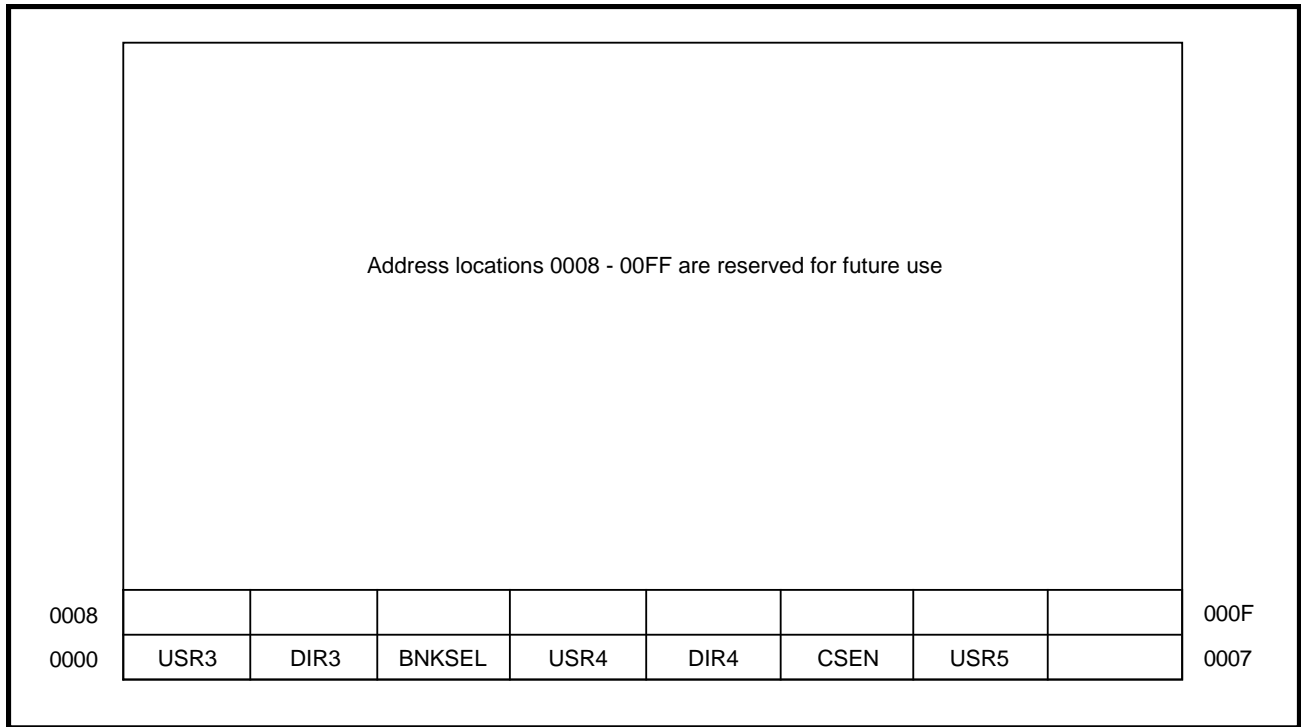 Address locations 0008 - 00FF are reserved for future use
0008 000F
0000 USR3 DIR3 BNKSEL USR4 DIR4 CSEN USR5 0007